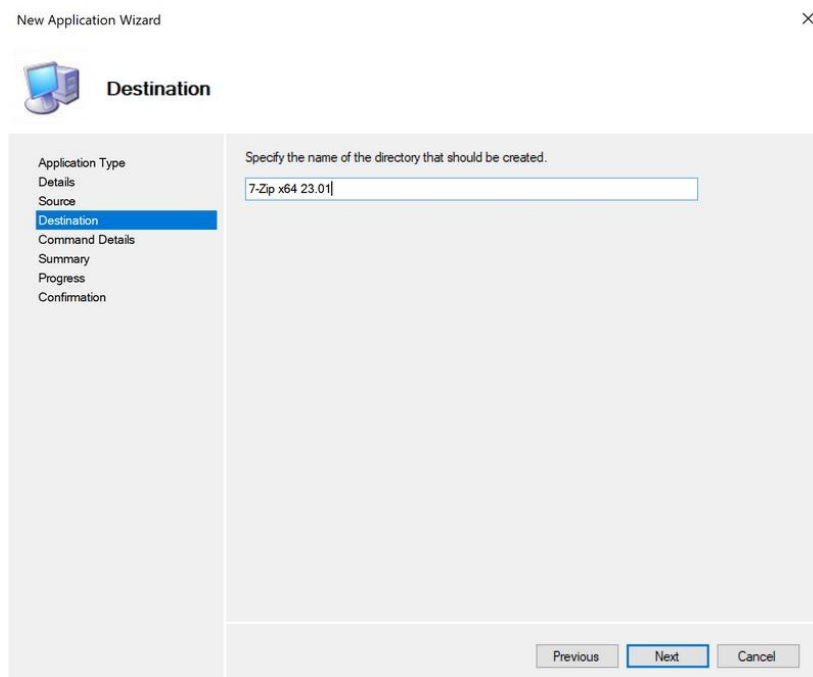 New Application Wizard
Destination
Application Type
Details
Source
Destination
Command Details
Summary
Progress
Confirmation
Specify the name of the directory that should be created.
7-Zip x64 23.01
Previous
Next
Cancel